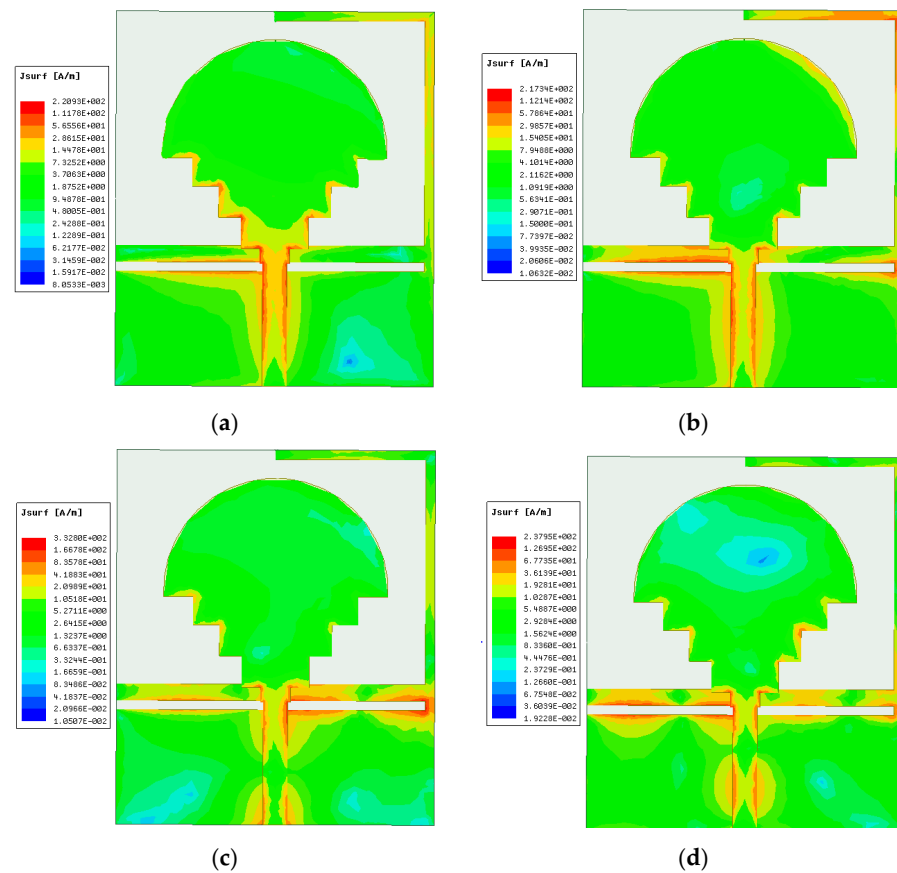 Jsurf [A/m]
2.2093E+002
1.1178E+002
5.6556E+001
2.8615E+001
1.4478E+001
7.3252E+000
3.7063E+000
1.8752E+000
9.4878E-001
4.8005E-001
2.4288E-001
1.2289E-001
6.2177E-002
3.1459E-002
1.5917E-002
8.0533E-003
(a)
Jsurf [A/m]
2.1734E+002
1.1214E+002
5.7864E+001
2.9857E+001
1.5405E+001
7.9488E+000
4.1014E+000
2.1162E+000
1.0919E+000
5.6341E-001
2.9071E-001
1.5000E-001
7.7397E-002
3.9935E-002
2.0606E-002
1.0632E-002
(b)
Jsurf [A/m]
3.3280E+002
1.6678E+002
8.3578E+001
4.1883E+001
2.0989E+001
1.0518E+001
5.2711E+000
2.6415E+000
1.3237E+000
6.6337E-001
3.3244E-001
1.6659E-001
8.3486E-002
4.1837E-002
2.0966E-002
1.0507E-002
(c)
Jsurf [A/m]
2.3795E+002
1.2695E+002
6.7735E+001
3.6139E+001
1.9281E+001
1.0287E+001
5.4887E+000
2.9284E+000
1.5624E+000
8.3360E-001
4.4476E-001
2.3729E-001
1.2660E-001
6.7548E-002
3.6039E-002
1.9228E-002
(d)